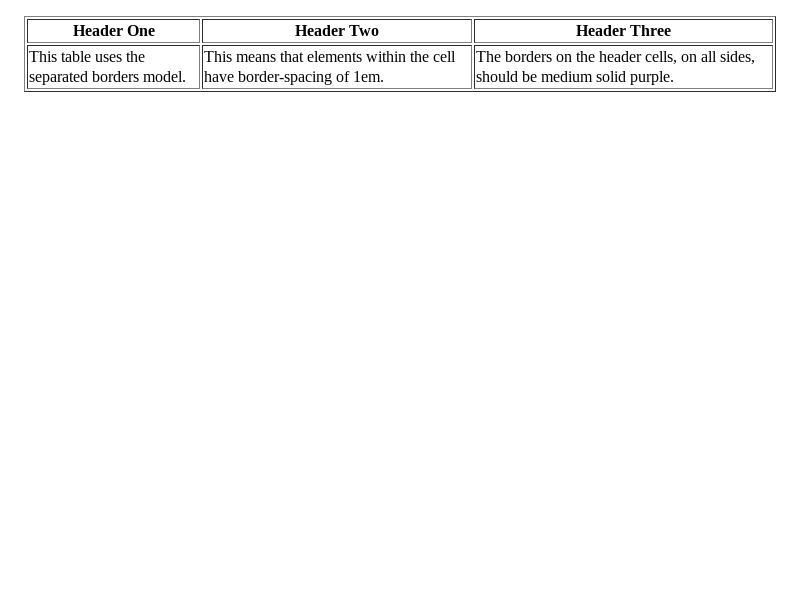 Header One Header Two Header Three
This table uses the This means that elements within the cell The borders on the header cells, on all sides,
separated borders model. have border-spacing of 1em. should be medium solid purple.